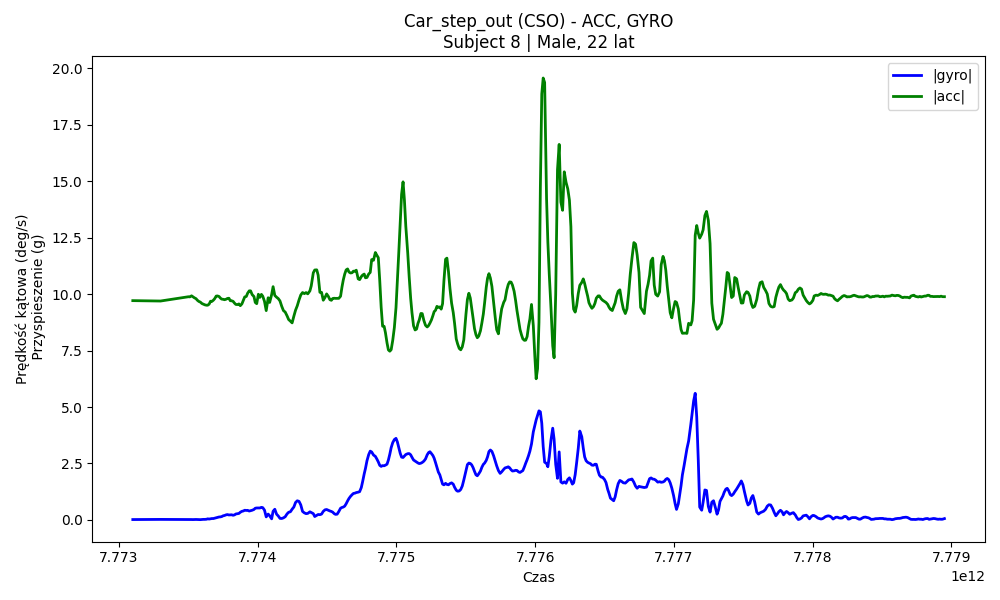 Car_step_out (CSO) - ACC, GYRO
Subject 8 | Male, 22 lat
|gyro|
|acc|
20.0
17.5
15.0
12.5
10.0
7.5
5.0
2.5
0.0
Prędkość kątowa (deg/s)
Przyspieszenie (g)
7.773 7.774 7.775 7.776 7.777 7.778 7.779
1e12
Czas